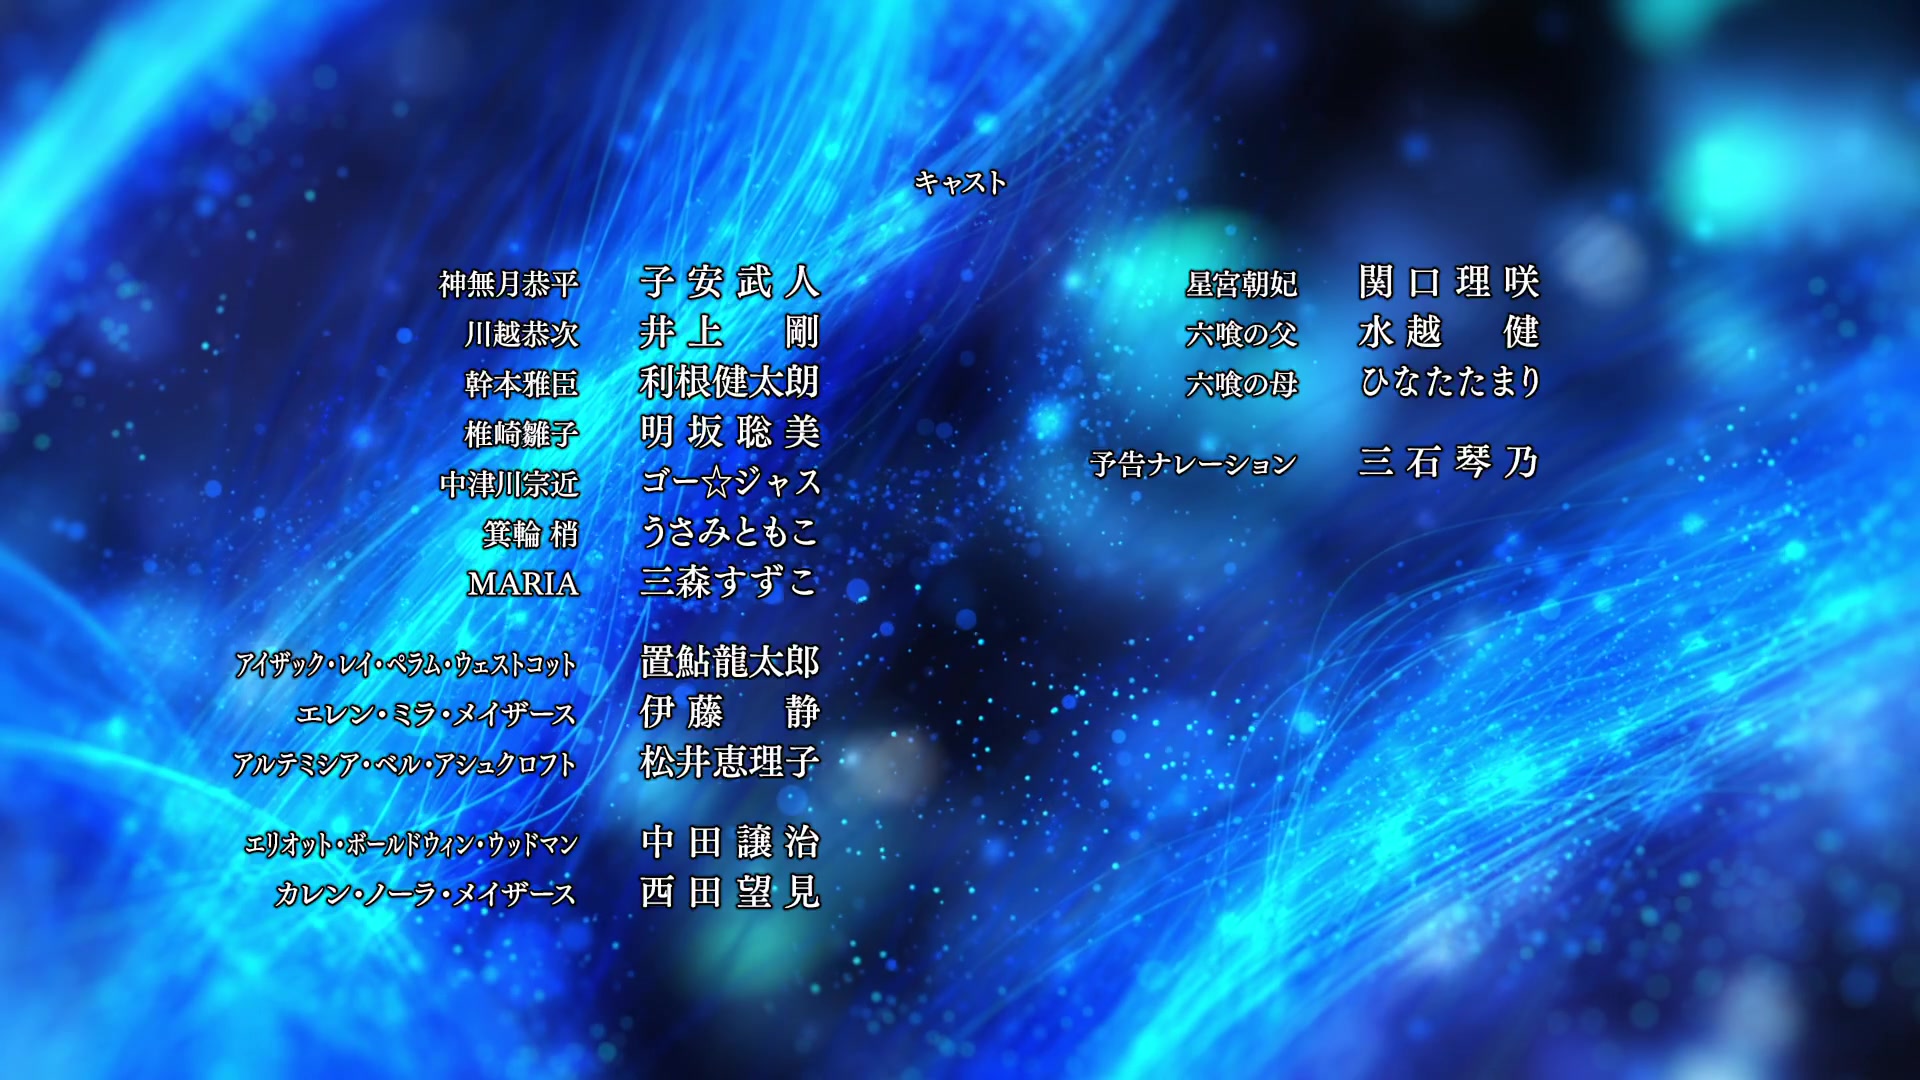 キャスト
神無月恭平 子安武人
川越恭次 井上 剛
幹本雅臣 利根健太朗
椎崎雛子 明坂聡美
中津川宗近 ゴー☆ジャス
箕輪 梢 うさみともこ
MARIA 三森すずこ
アイザック・レイ・ペラム・ウェストコット 置鮎龍太郎
エレン・ミラ・メイザース 伊藤 静
アルテミシア・ベル・アシュクロフト 松井恵理子
エリオット・ボールドウィン・ウッドマン 中田譲治
カレン・ノーラ・メイザース 西田望見
星宮朝妃 関口理咲
六喰の父 水越 健
六喰の母 ひなたたまり
予告ナレーション 三石琴乃